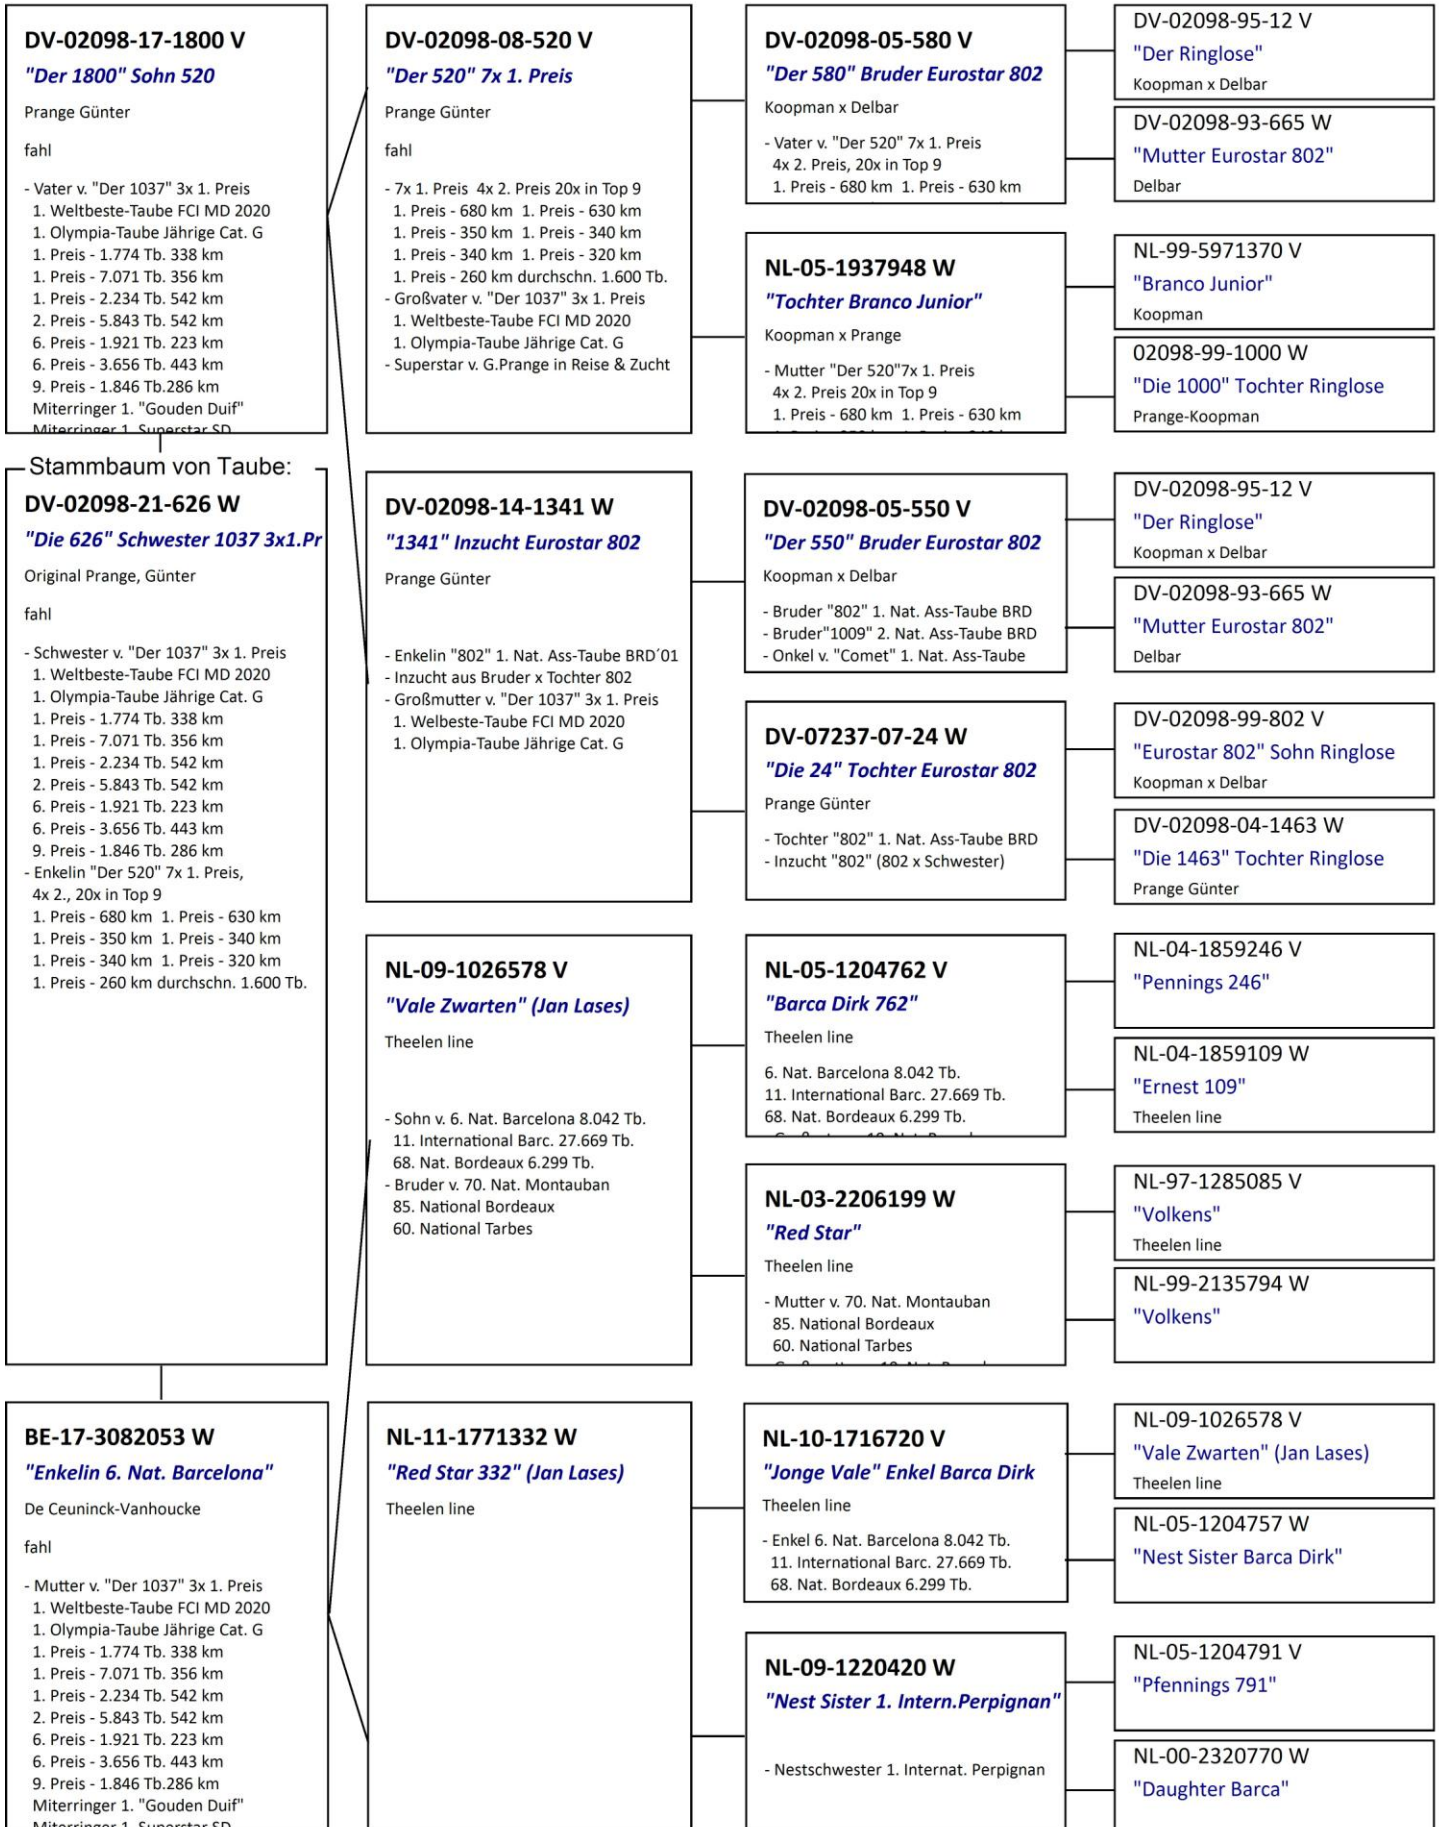 DV-02098-17-1800 V
"Der 1800" Sohn 520
Prange Günter
fahl
- Vater v. "Der 1037" 3x 1. Preis
1. Weltbeste-Taube FCI MD 2020
1. Olympia-Taube Jährige Cat. G
1. Preis - 1.774 Tb. 338 km
1. Preis - 7.071 Tb. 356 km
1. Preis - 2.234 Tb. 542 km
2. Preis - 5.843 Tb. 542 km
6. Preis - 1.921 Tb. 223 km
6. Preis - 3.656 Tb. 443 km
9. Preis - 1.846 Tb.286 km
Miterringer 1. "Gouden Duif"
Miterringer 1. Superstar SD
Stammbaum von Taube:
DV-02098-21-626 W
"Die 626" Schwester 1037 3x1.Pr
Original Prange, Günter
fahl
- Schwester v. "Der 1037" 3x 1. Preis
1. Weltbeste-Taube FCI MD 2020
1. Olympia-Taube Jährige Cat. G
1. Preis - 1.774 Tb. 338 km
1. Preis - 7.071 Tb. 356 km
1. Preis - 2.234 Tb. 542 km
2. Preis - 5.843 Tb. 542 km
6. Preis - 1.921 Tb. 223 km
6. Preis - 3.656 Tb. 443 km
9. Preis - 1.846 Tb. 286 km
- Enkelin "Der 520" 7x 1. Preis,
4x 2., 20x in Top 9
1. Preis - 680 km 1. Preis - 630 km
1. Preis - 350 km 1. Preis - 340 km
1. Preis - 340 km 1. Preis - 320 km
1. Preis - 260 km durchschn. 1.600 Tb.
BE-17-3082053 W
"Enkelin 6. Nat. Barcelona"
De Ceuninck-Vanhoucke
fahl
- Mutter v. "Der 1037" 3x 1. Preis
1. Weltbeste-Taube FCI MD 2020
1. Olympia-Taube Jährige Cat. G
1. Preis - 1.774 Tb. 338 km
1. Preis - 7.071 Tb. 356 km
1. Preis - 2.234 Tb. 542 km
2. Preis - 5.843 Tb. 542 km
6. Preis - 1.921 Tb. 223 km
6. Preis - 3.656 Tb. 443 km
9. Preis - 1.846 Tb.286 km
Miterringer 1. "Gouden Duif"
Miterringer 1. Superstar SD
DV-02098-08-520 V
"Der 520" 7x 1. Preis
Prange Günter
fahl
- 7x 1. Preis 4x 2. Preis 20x in Top 9
1. Preis - 680 km 1. Preis - 630 km
1. Preis - 350 km 1. Preis - 340 km
1. Preis - 340 km 1. Preis - 320 km
1. Preis - 260 km durchschn. 1.600 Tb.
- Großvater v. "Der 1037" 3x 1. Preis
1. Weltbeste-Taube FCI MD 2020
1. Olympia-Taube Jährige Cat. G
- Superstar v. G.Prange in Reise & Zucht
DV-02098-14-1341 W
"1341" Inzucht Eurostar 802
Prange Günter
- Enkelin "802" 1. Nat. Ass-Taube BRD´01
- Inzucht aus Bruder x Tochter 802
- Großmutter v. "Der 1037" 3x 1. Preis
1. Welbeste-Taube FCI MD 2020
1. Olympia-Taube Jährige Cat. G
NL-09-1026578 V
"Vale Zwarten" (Jan Lases)
Theelen line
- Sohn v. 6. Nat. Barcelona 8.042 Tb.
11. International Barc. 27.669 Tb.
68. Nat. Bordeaux 6.299 Tb.
- Bruder v. 70. Nat. Montauban
85. National Bordeaux
60. National Tarbes
NL-11-1771332 W
"Red Star 332" (Jan Lases)
Theelen line
DV-02098-05-580 V
"Der 580" Bruder Eurostar 802
Koopman x Delbar
- Vater v. "Der 520" 7x 1. Preis
4x 2. Preis, 20x in Top 9
1. Preis - 680 km 1. Preis - 630 km
NL-05-1937948 W
"Tochter Branco Junior"
Koopman x Prange
- Mutter "Der 520"7x 1. Preis
4x 2. Preis 20x in Top 9
1. Preis - 680 km 1. Preis - 630 km
DV-02098-05-550 V
"Der 550" Bruder Eurostar 802
Koopman x Delbar
- Bruder "802" 1. Nat. Ass-Taube BRD
- Bruder"1009" 2. Nat. Ass-Taube BRD
- Onkel v. "Comet" 1. Nat. Ass-Taube
DV-07237-07-24 W
"Die 24" Tochter Eurostar 802
Prange Günter
- Tochter "802" 1. Nat. Ass-Taube BRD
- Inzucht "802" (802 x Schwester)
NL-05-1204762 V
"Barca Dirk 762"
Theelen line
6. Nat. Barcelona 8.042 Tb.
11. International Barc. 27.669 Tb.
68. Nat. Bordeaux 6.299 Tb.
NL-03-2206199 W
"Red Star"
Theelen line
- Mutter v. 70. Nat. Montauban
85. National Bordeaux
60. National Tarbes
NL-10-1716720 V
"Jonge Vale" Enkel Barca Dirk
Theelen line
- Enkel 6. Nat. Barcelona 8.042 Tb.
11. International Barc. 27.669 Tb.
68. Nat. Bordeaux 6.299 Tb.
NL-09-1220420 W
"Nest Sister 1. Intern.Perpignan"
- Nestschwester 1. Internat. Perpignan
DV-02098-95-12 V
"Der Ringlose"
Koopman x Delbar
DV-02098-93-665 W
"Mutter Eurostar 802"
Delbar
NL-99-5971370 V
"Branco Junior"
Koopman
02098-99-1000 W
"Die 1000" Tochter Ringlose
Prange-Koopman
DV-02098-95-12 V
"Der Ringlose"
Koopman x Delbar
DV-02098-93-665 W
"Mutter Eurostar 802"
Delbar
DV-02098-99-802 V
"Eurostar 802" Sohn Ringlose
Koopman x Delbar
DV-02098-04-1463 W
"Die 1463" Tochter Ringlose
Prange Günter
NL-04-1859246 V
"Pennings 246"
NL-04-1859109 W
"Ernest 109"
Theelen line
NL-97-1285085 V
"Volkens"
Theelen line
NL-99-2135794 W
"Volkens"
NL-09-1026578 V
"Vale Zwarten" (Jan Lases)
Theelen line
NL-05-1204757 W
"Nest Sister Barca Dirk"
NL-05-1204791 V
"Pfennings 791"
NL-00-2320770 W
"Daughter Barca"